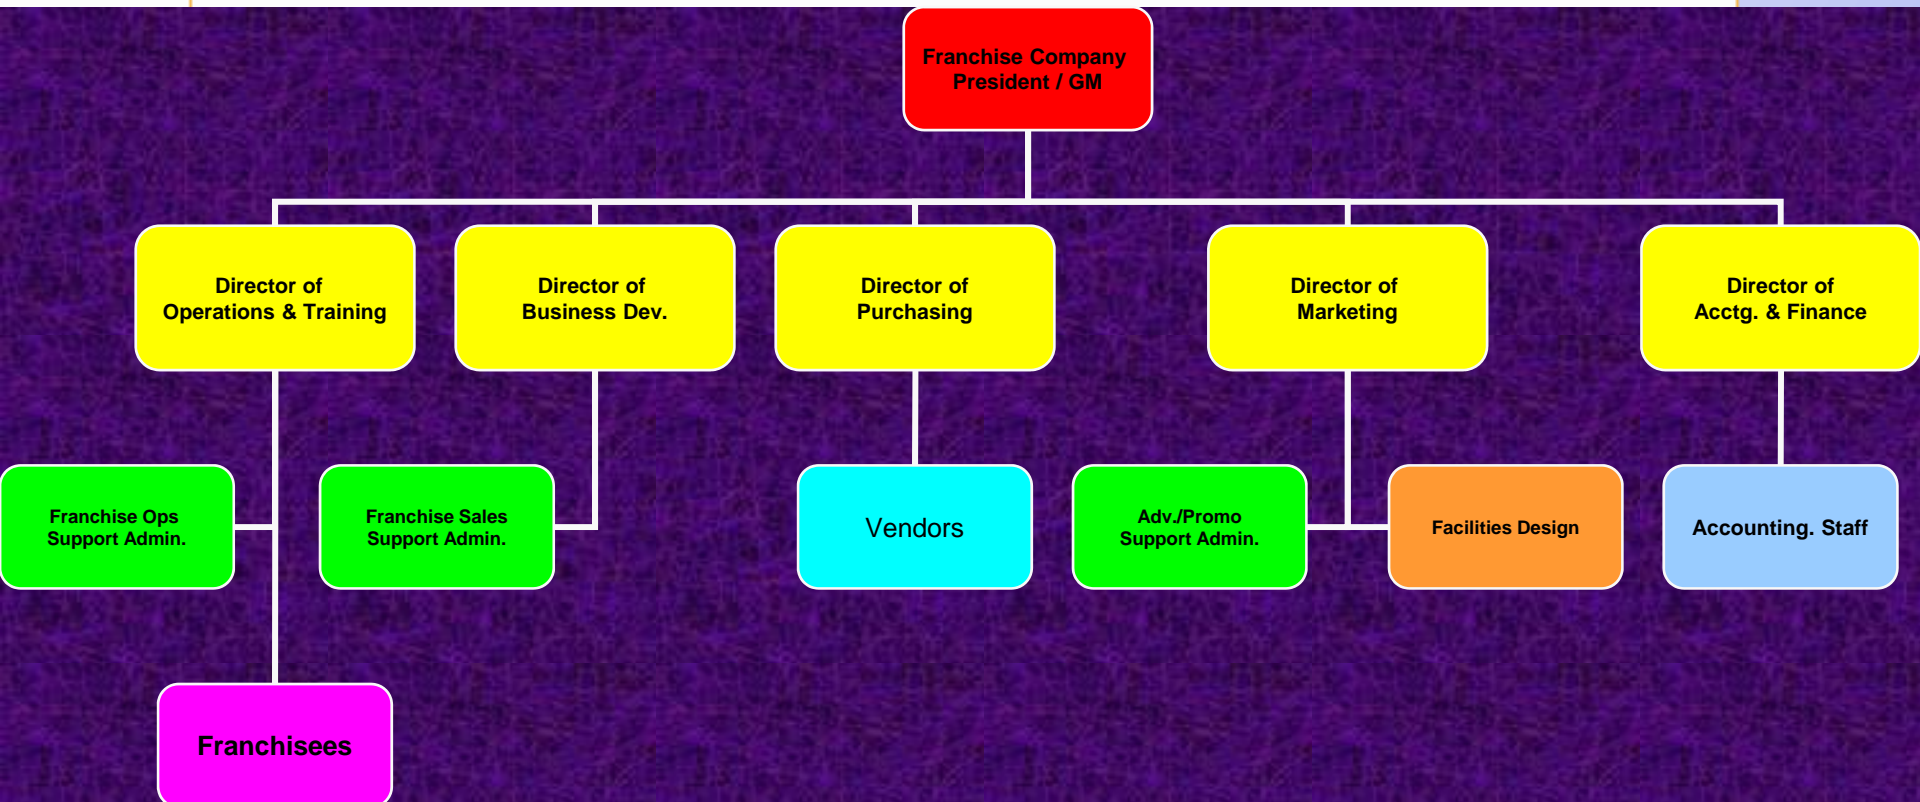 Franchise Company
President / GM
Director of
Operations & Training
Director of
Business Dev.
Director of
Purchasing
Director of
Marketing
Director of
Acctg. & Finance
Franchise Ops
Support Admin.
Franchise Sales
Support Admin.
Vendors
Adv./Promo
Support Admin.
Facilities Design
Accounting. Staff
Franchisees